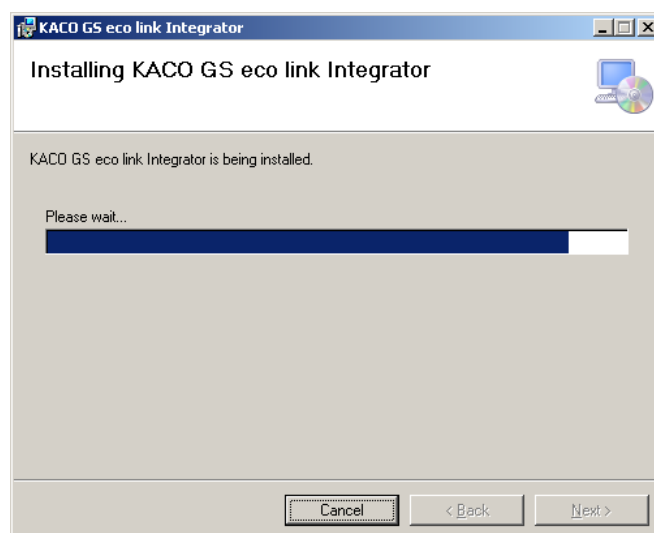 KACO GS eco link Integrator
Installing KACO GS eco link Integrator
KACO GS eco link Integrator is being installed.
Please wait...
Cancel
< Back
Next >